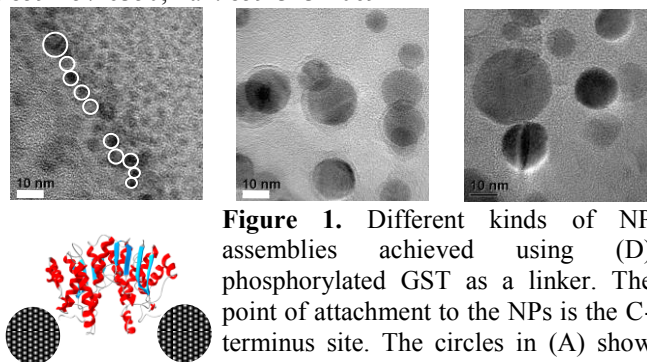 10 nm
10 nm
10 nm
Figure 1. Different kinds of NP
assemblies achieved using (D)
phosphorylated GST as a linker. The
point of attachment to the NPs is the C-
terminus site. The circles in (A) show